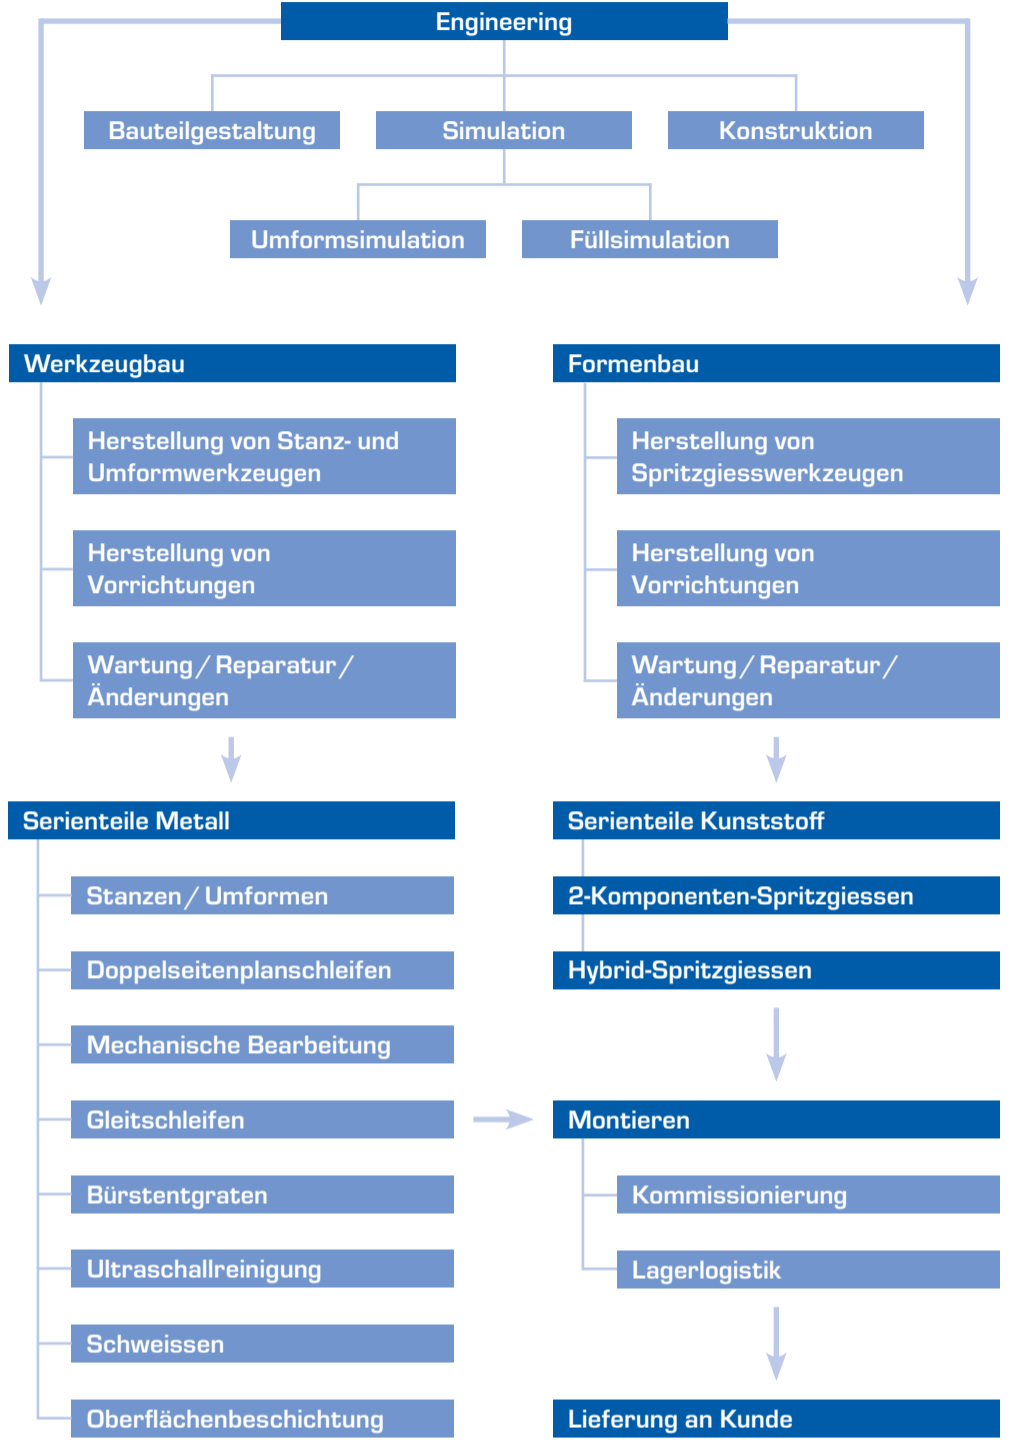 Engineering
Bauteilgestaltung
Simulation
Konstruktion
Umformsimulation
Füllsimulation
Werkzeugbau
Herstellung von Stanz- und
Umformwerkzeugen
Herstellung von
Vorrichtungen
Wartung / Reparatur /
Änderungen
Formenbau
Herstellung von
Spritzgiesswerkzeugen
Herstellung von
Vorrichtungen
Wartung / Reparatur /
Änderungen
Serienteile Metall
Stanzen / Umformen
Doppelseitenplanschleifen
Mechanische Bearbeitung
Gleitschleifen
Bürstentgraten
Ultraschallreinigung
Schweissen
Oberflächenbeschichtung
Serienteile Kunststoff
2-Komponenten-Spritzgiessen
Hybrid-Spritzgiessen
Montieren
Kommissionierung
Lagerlogistik
Lieferung an Kunde